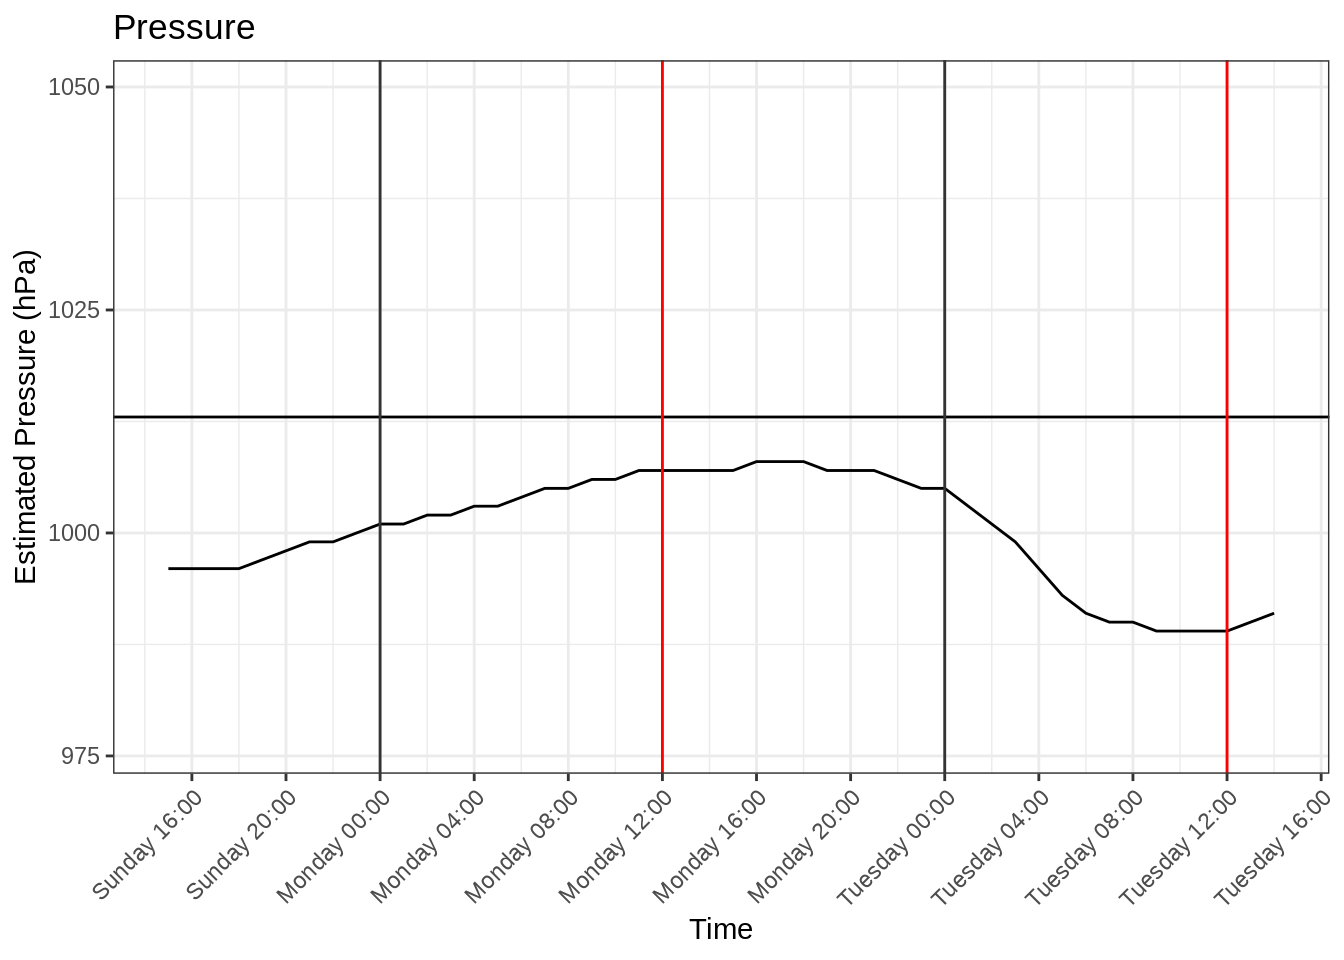 Pressure
Estimated Pressure (hPa)
1050
1025
1000
975
Sunday 16:00
Sunday 20:00
Monday 00:00
Monday 04:00
Monday 08:00
Monday 12:00
Monday 16:00
Monday 20:00
Tuesday 00:00
Tuesday 04:00
Tuesday 08:00
Tuesday 12:00
Tuesday 16:00
Time